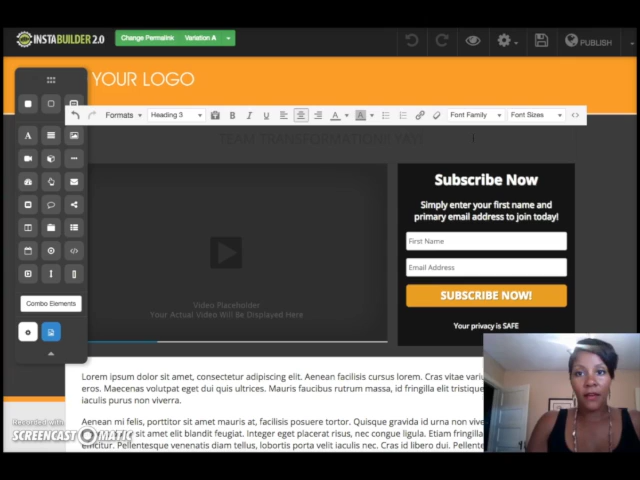 INSTABUILDER 2.0
Change Permalink Variation A
PUBLISH
YOUR LOGO
Formats Heading 3 Font Family Font Sizes
TEAM TRANSFORMATION!! YAY!
Subscribe Now
Simply enter your first name and
primary email address to join today!
First Name
Email Address
SUBSCRIBE NOW!
Your privacy is SAFE
Video Placeholder
Your Actual Video Will Be Displayed Here
Combo Elements
Lorem ipsum dolor sit amet, consectetur adipiscing elit. Aenean facilisis cursus lorem. Cras vitae
eros. Maecenas volutpat eget dui quis ultrices. Mauris faucibus rutrum massa, id fringilla elit tristique
iaculis purus non viverra.
Aenean mi felis, porttitor sit amet mauris at, facilisis posuere tortor. Quisque gravida id urna non
semper amet elit blandit feugiat. Integer eget placerat risus, nec congue ligula. Etiam
efficitur. Pellentesque venenatis diam tellus, lobortis porta velit iaculis nec. Cras id libero dui.
Recorded with
SCREENCAST-O-MATIC